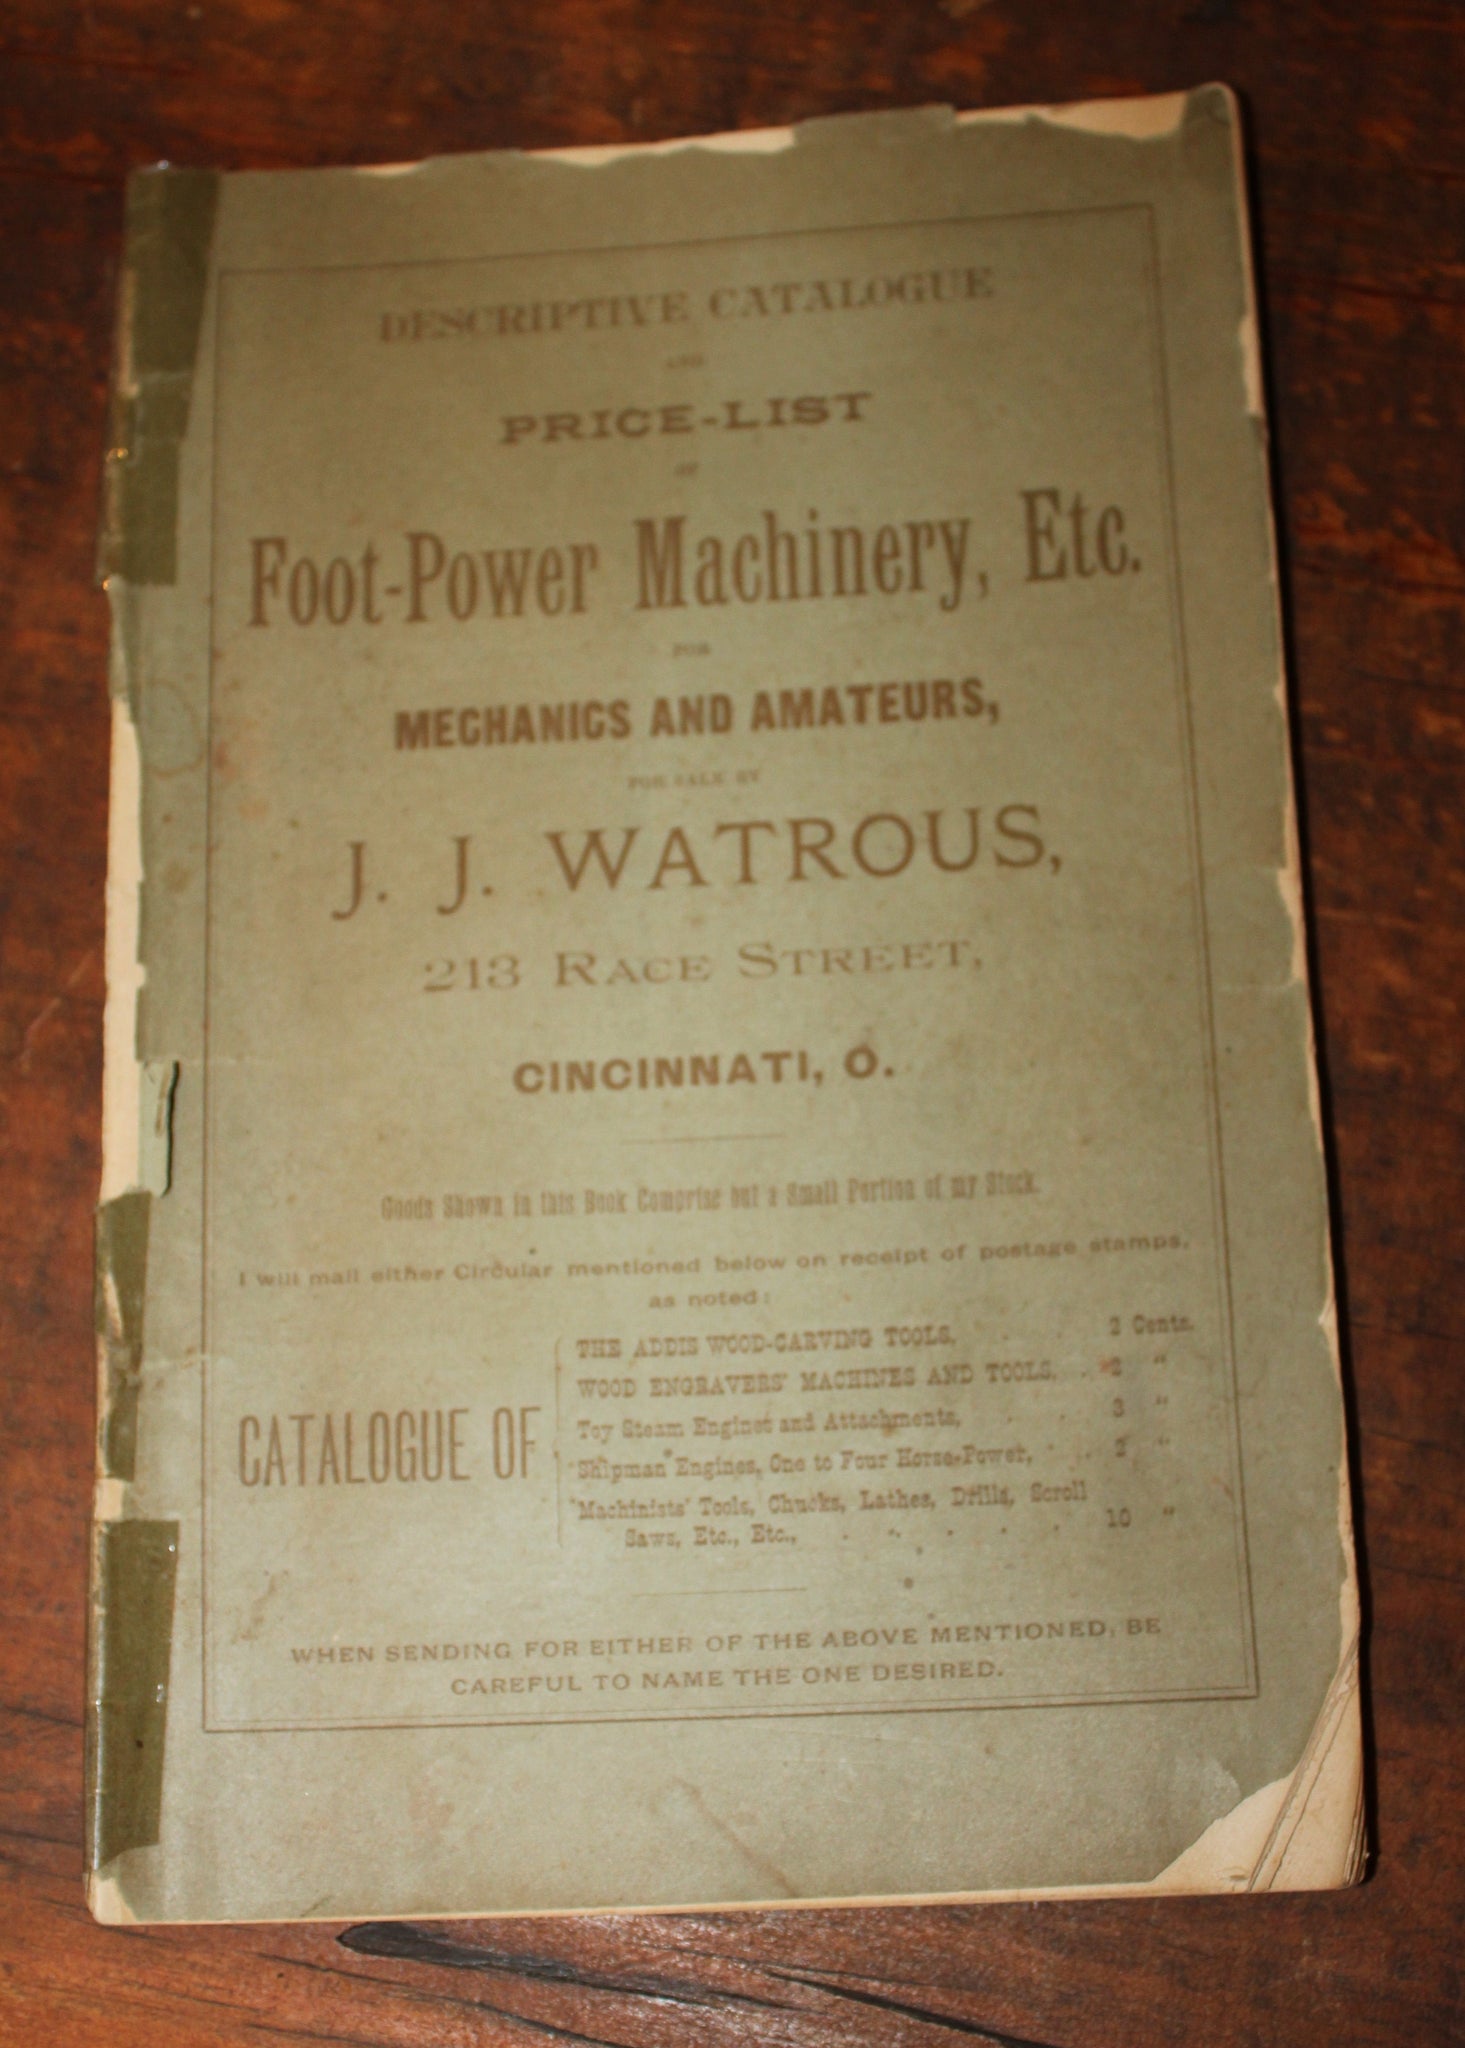 DESCRIPTIVE CATALOGUE
AND
PRICE-LIST
OF
Foot-Power Machinery, Etc.
FOR
MECHANICS AND AMATEURS,
FOR SALE BY
J. J. WATROUS,
213 RACE STREET,
CINCINNATI, O.
Goods Shown in this Book Comprise but a Small Portion of my Stock.
I will mail either Circular mentioned below on receipt of postage stamps,
as noted:
CATALOGUE OF
THE ADDIS WOOD-CARVING TOOLS, . . 2 Cents.
WOOD ENGRAVERS' MACHINES AND TOOLS, . 2 "
Toy Steam Engines and Attachments, . . 3 "
Shipman Engines, One to Four Horse-Power, . . 2 "
Machinists' Tools, Chucks, Lathes, Drills, Scroll
Saws, Etc., Etc., . . . . . 10 "
WHEN SENDING FOR EITHER OF THE ABOVE MENTIONED, BE
CAREFUL TO NAME THE ONE DESIRED.